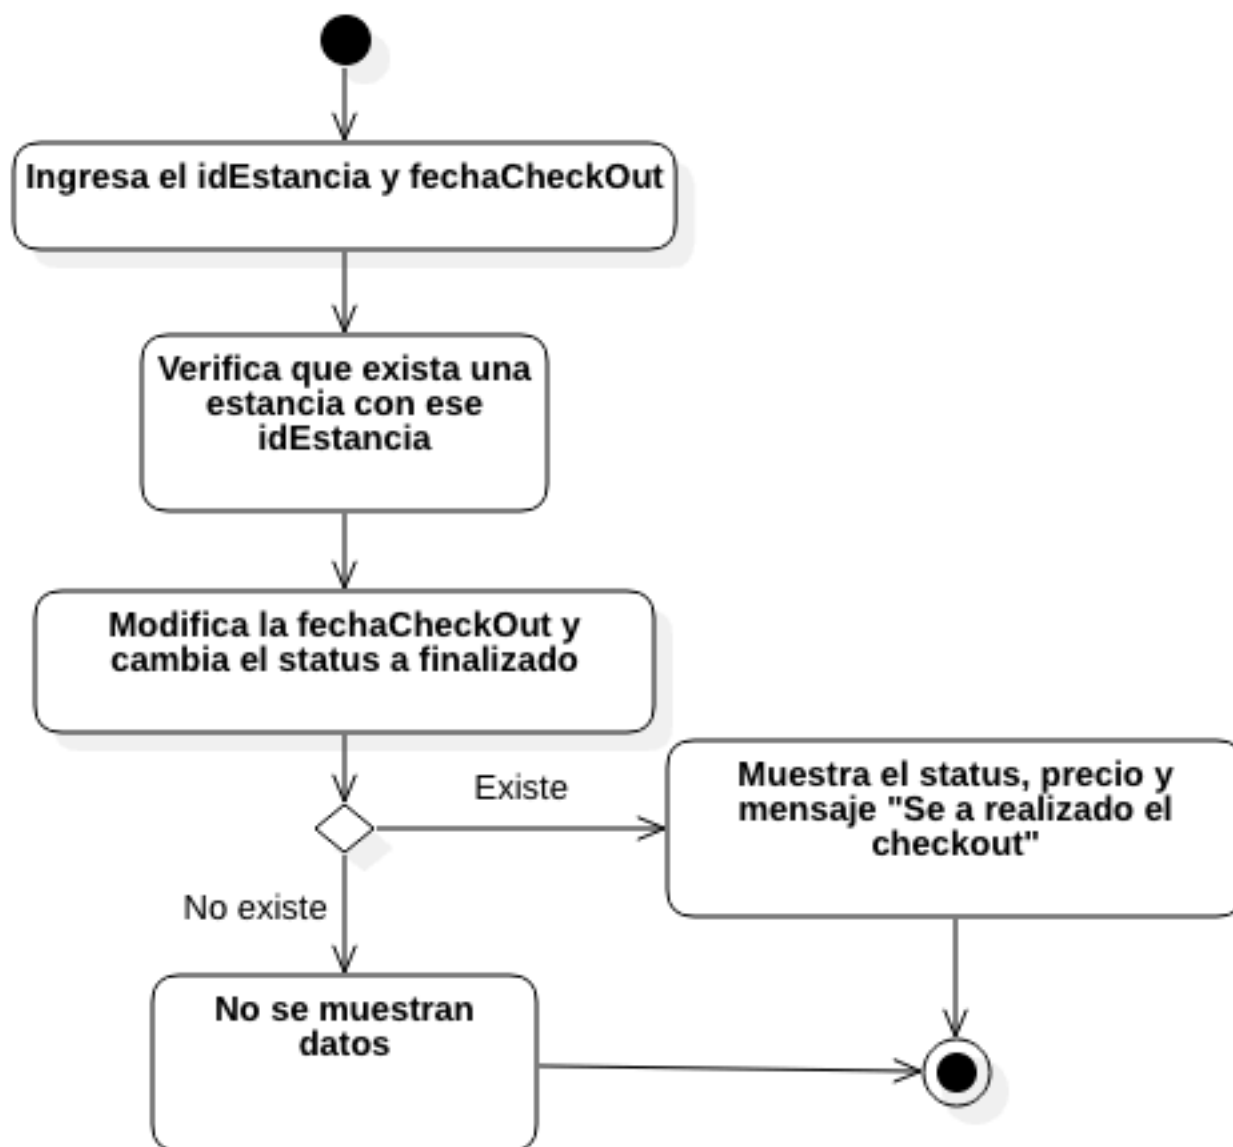 Ingresa el idEstancia y fechaCheckOut
Verifica que exista una
estancia con ese
idEstancia
Modifica la fechaCheckOut y
cambia el status a finalizado
Existe
Muestra el status, precio y
mensaje "Se a realizado el
checkout"
No existe
No se muestran
datos